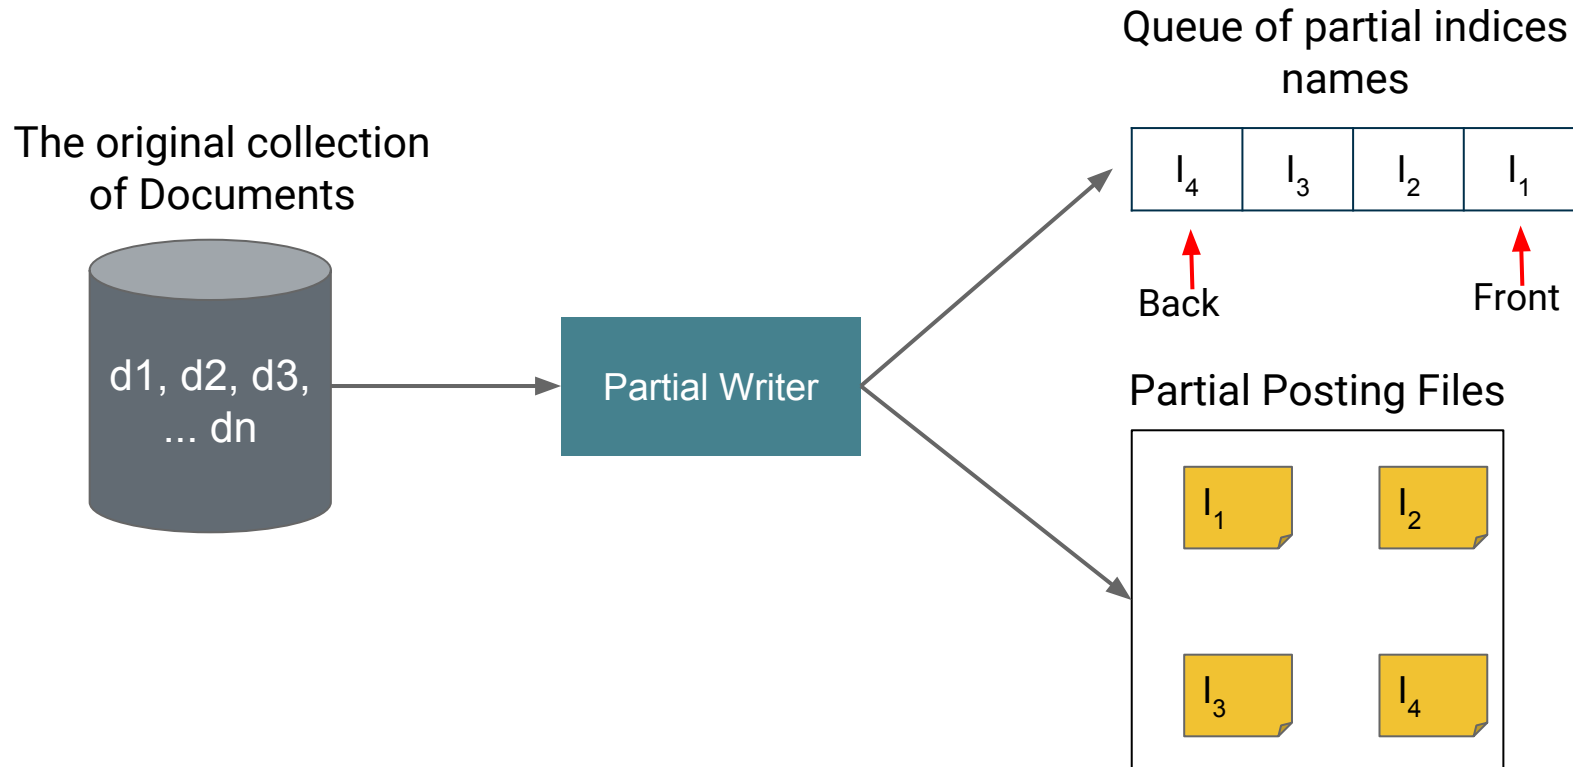 Queue of partial indices
names
The original collection
of Documents
I4 I3 I2 I1
Back Front
d1, d2, d3,
... dn
Partial Writer
Partial Posting Files
I1 I2
I3 I4